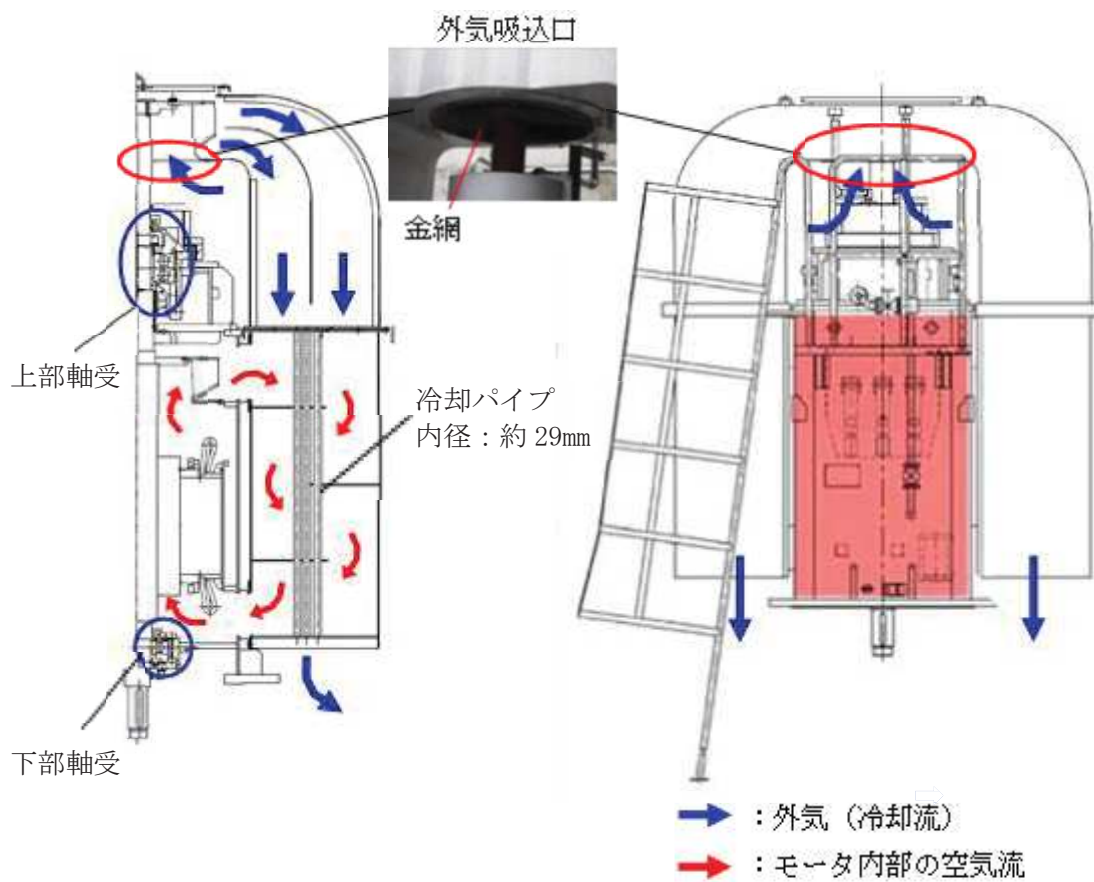 外気吸込口
金網
上部軸受
冷却パイプ
内径：約 29mm
下部軸受
：外気（冷却流）
：モータ内部の空気流